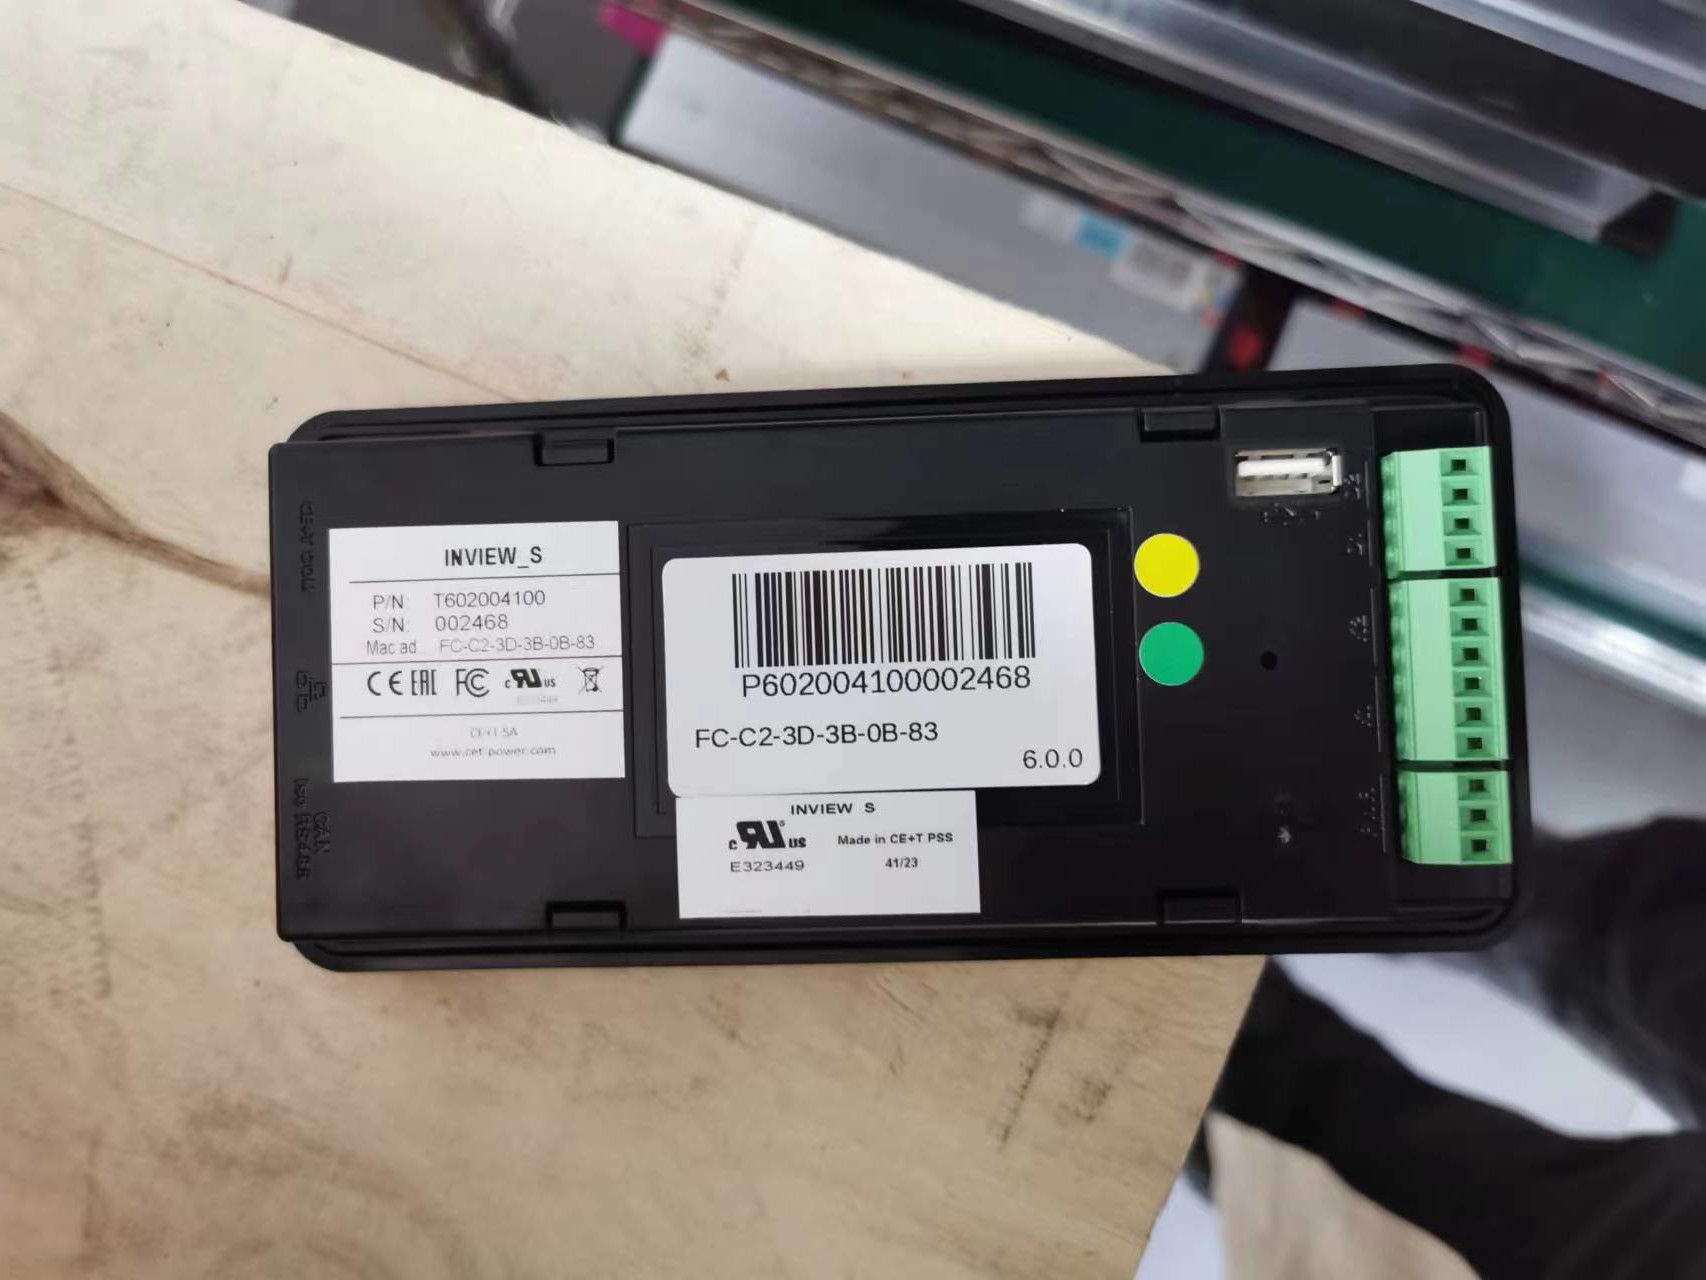 INVIEW_S
P/N: T602004100
S/N: 002468
Mac ad FC-C2-3D-3B-0B-83
CE EAC FC c RU US
CE+T SA
www.cet-power.com
P602004100002468
FC-C2-3D-3B-0B-83
6.0.0
INVIEW S
c RU ® US
Made in CE+T PSS
E323449
41/23
CAN
RS485